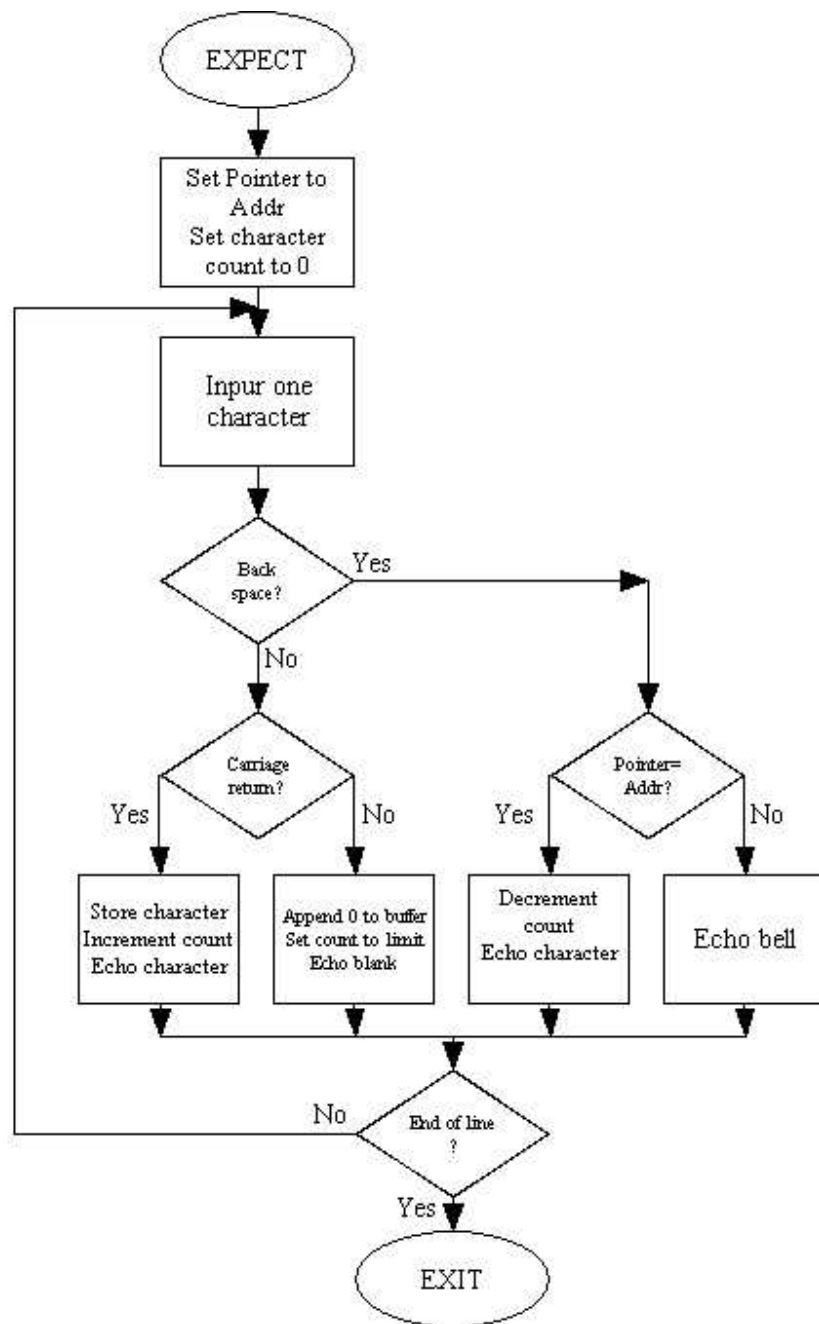 EXPECT
Set Pointer to
Addr
Set character
count to 0
Inpur one
character
Back
space?
Yes
No
Carriage
return?
Yes
No
Pointer=
Addr?
Yes
No
Store character
Increment count
Echo character
Append 0 to buffer
Set count to limit
Echo blank
Decrement
count
Echo character
Echo bell
No
End of line
?
Yes
EXIT